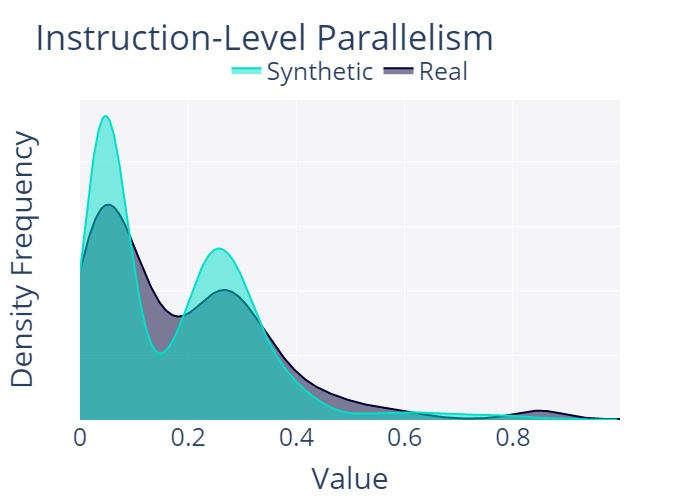 Instruction-Level Parallelism
Synthetic Real
Density Frequency
0 0.2 0.4 0.6 0.8
Value